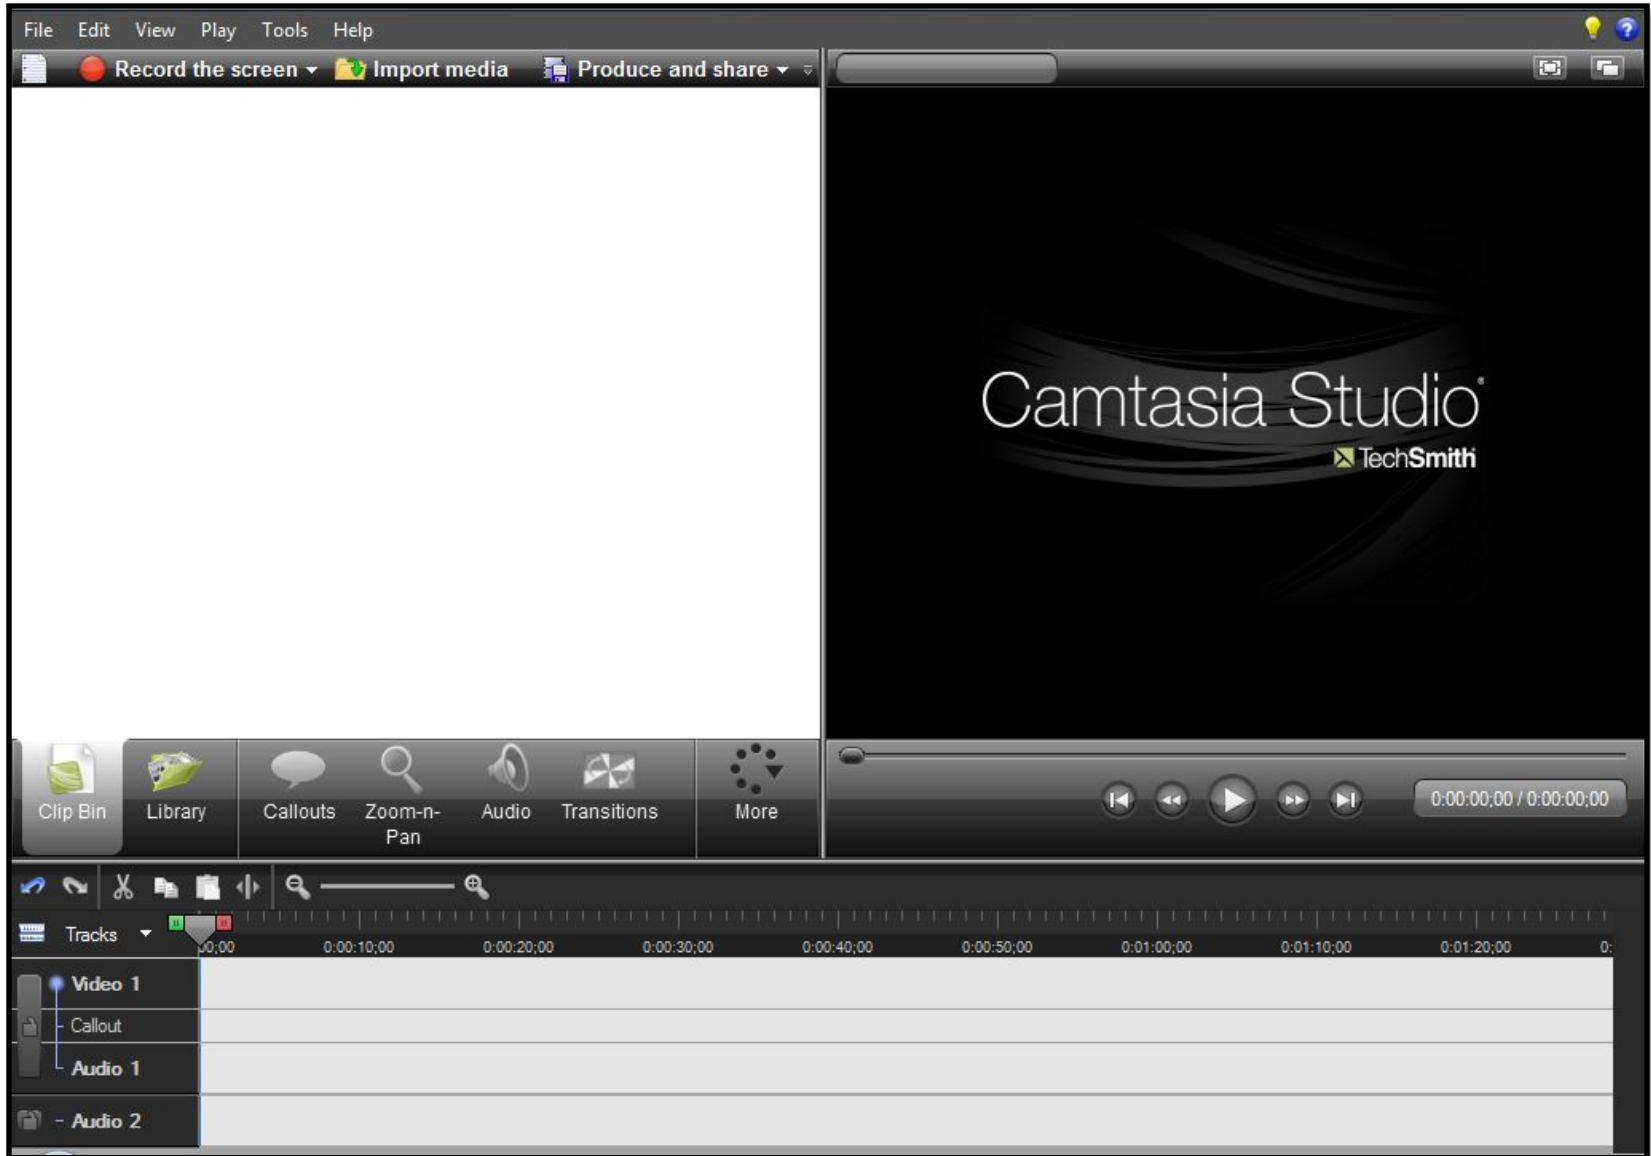 File Edit View Play Tools Help
Record the screen Import media Produce and share
Camtasia Studio®
TechSmith
Clip Bin Library Callouts Zoom-n-Pan Audio Transitions More
0:00:00;00 / 0:00:00;00
Tracks
00;00 0:00:10;00 0:00:20;00 0:00:30;00 0:00:40;00 0:00:50;00 0:01:00;00 0:01:10;00 0:01:20;00 0:
Video 1
Callout
Audio 1
Audio 2